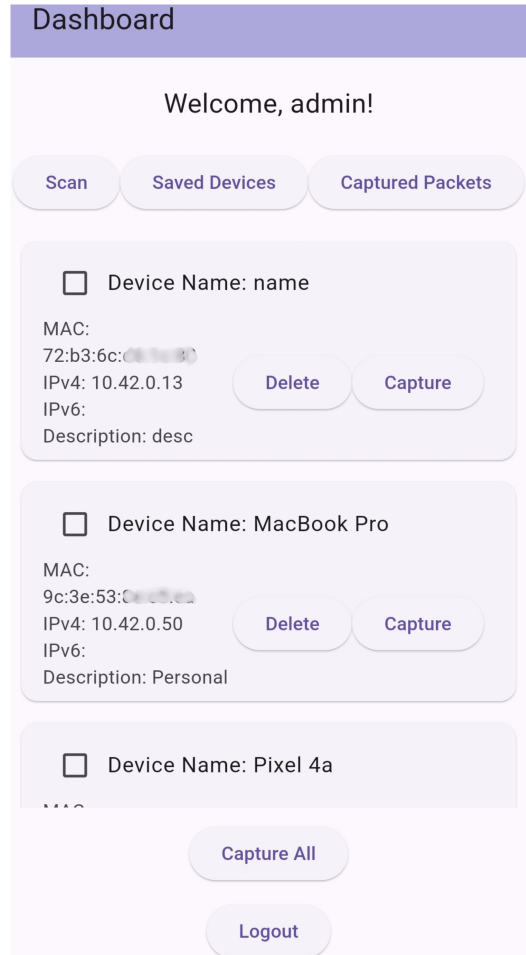 Dashboard
Welcome, admin!
Scan
Saved Devices
Captured Packets
Device Name: name
MAC:
72:b3:6c:
IPv4: 10.42.0.13
IPv6:
Description: desc
Delete
Capture
Device Name: MacBook Pro
MAC:
9c:3e:53:
IPv4: 10.42.0.50
IPv6:
Description: Personal
Delete
Capture
Device Name: Pixel 4a
Capture All
Logout